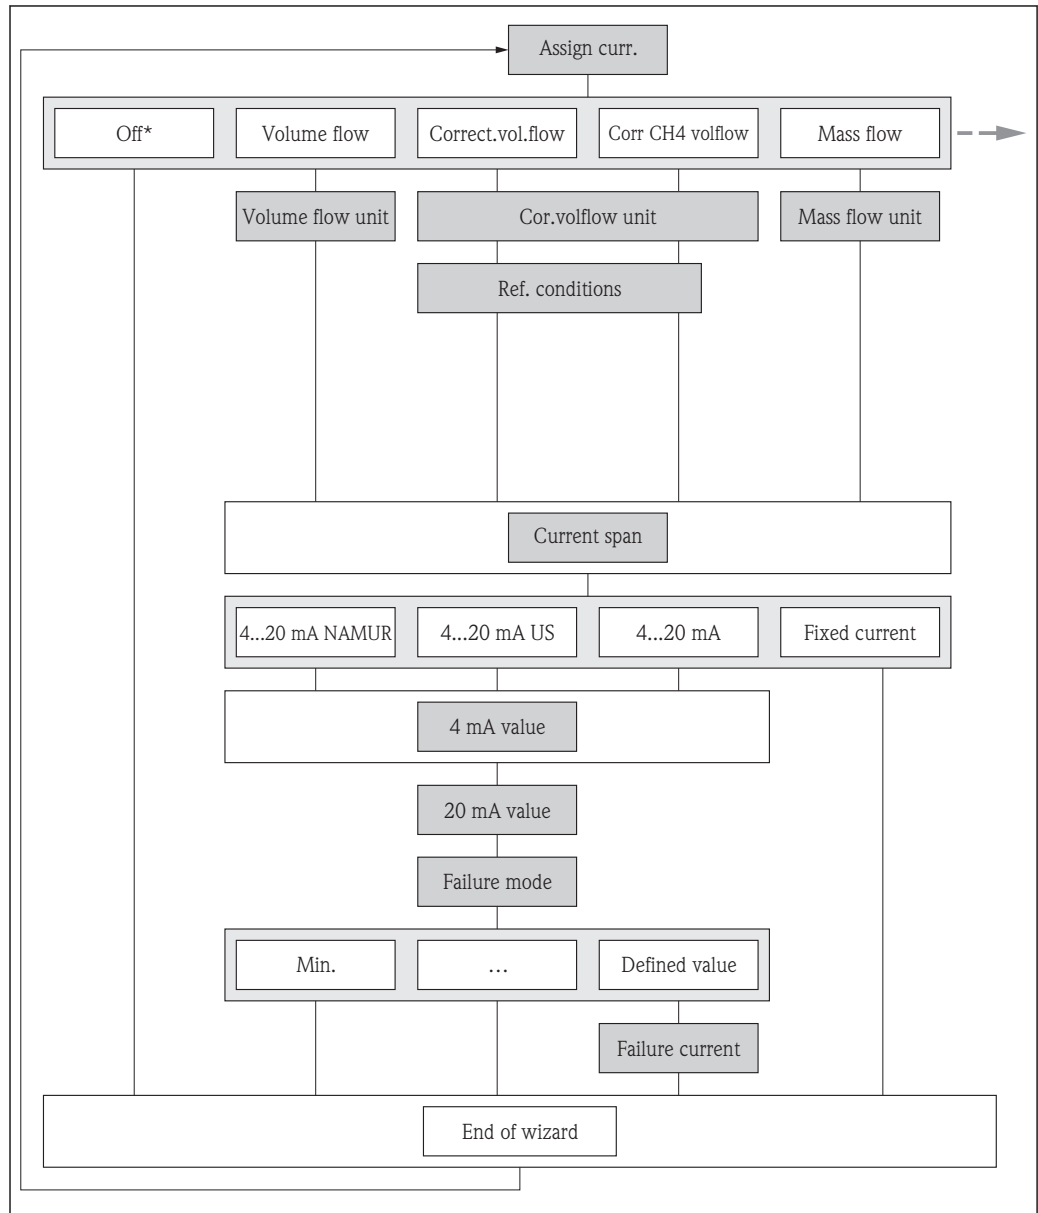 Assign curr.
Off*
Volume flow
Correct.vol.flow
Corr CH4 volflow
Mass flow
Volume flow unit
Cor.volflow unit
Mass flow unit
Ref. conditions
Current span
4...20 mA NAMUR
4...20 mA US
4...20 mA
Fixed current
4 mA value
20 mA value
Failure mode
Min.
...
Defined value
Failure current
End of wizard